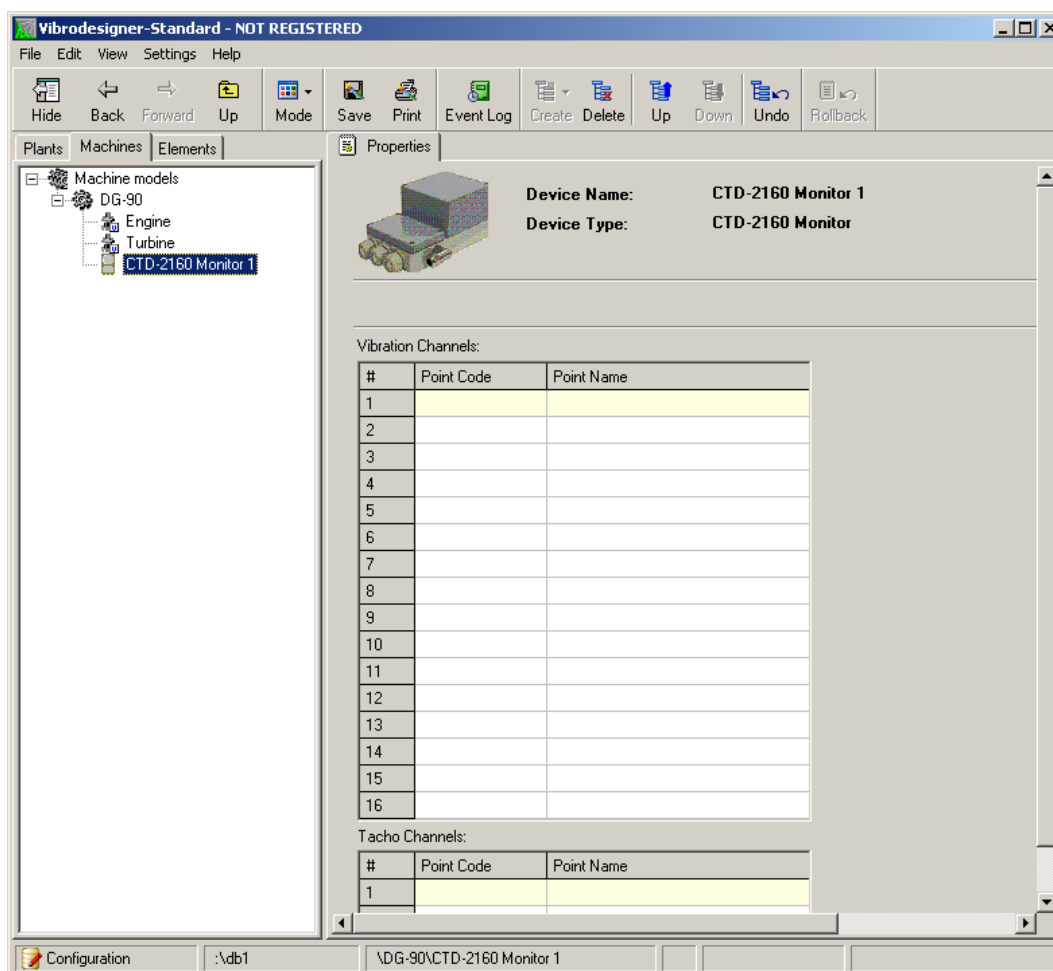 Vibrodesigner-Standard - NOT REGISTERED
File Edit View Settings Help
Hide Back Forward Up Mode Save Print Event Log Create Delete Up Down Undo Rollback
Plants Machines Elements
Properties
Machine models
DG-90
Engine
Turbine
CTD-2160 Monitor 1
Device Name: CTD-2160 Monitor 1
Device Type: CTD-2160 Monitor
Vibration Channels:
# Point Code Point Name
1
2
3
4
5
6
7
8
9
10
11
12
13
14
15
16
Tacho Channels:
# Point Code Point Name
1
Configuration :\db1 \DG-90\CTD-2160 Monitor 1